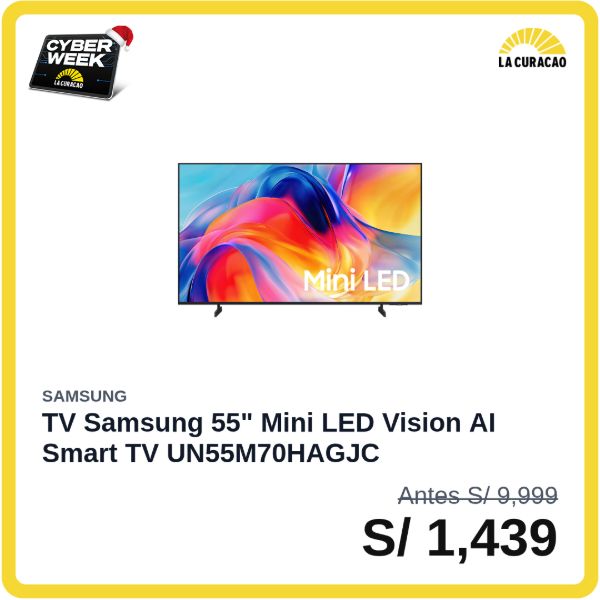 CYBER
WEEK
LA CURACAO
LA CURACAO
Mini LED
SAMSUNG
TV Samsung 55" Mini LED Vision AI
Smart TV UN55M70HAGJC
Antes S/ 9,999
S/ 1,439